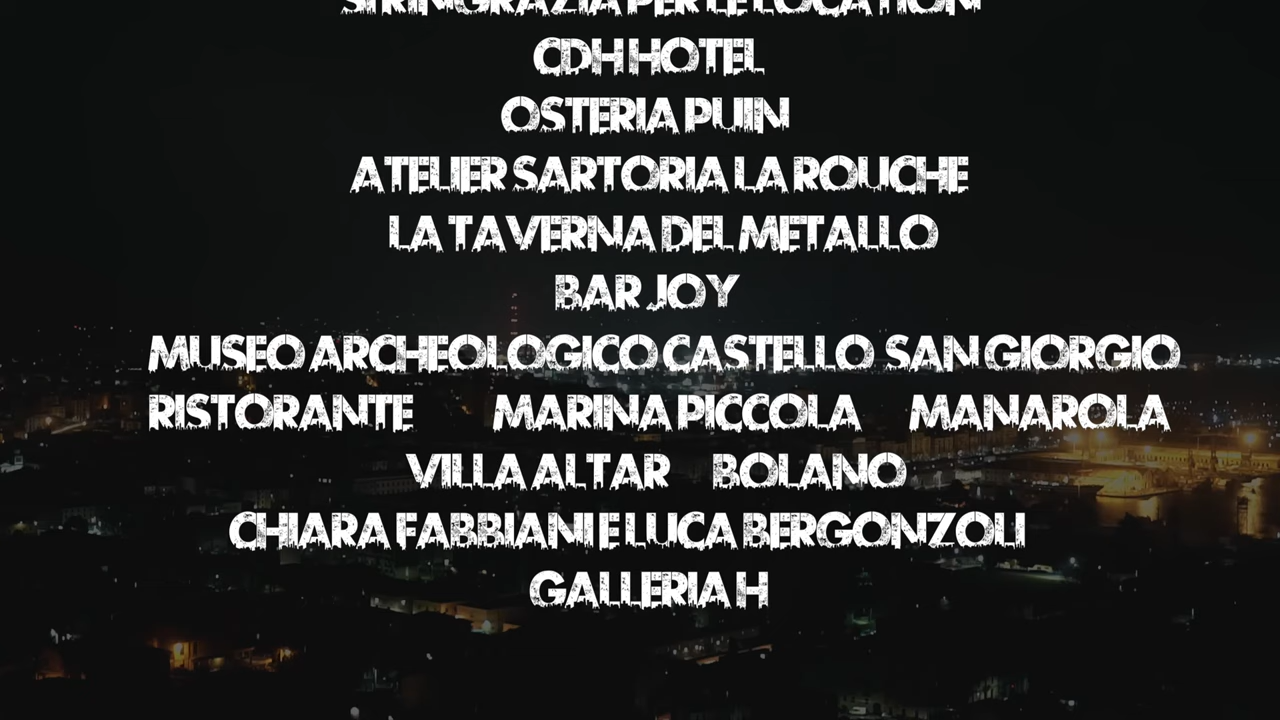 SI RINGRAZIA PER LE LOCATION
CDH HOTEL
OSTERIA PUIN
ATELIER SARTORIA LA ROUCHE
LA TAVERNA DEL METALLO
BAR JOY
MUSEO ARCHEOLOGICO CASTELLO SAN GIORGIO
RISTORANTE MARINA PICCOLA MANAROLA
VILLA ALTAR BOLANO
CHIARA FABBIANI E LUCA BERGONZOLI
GALLERIA H